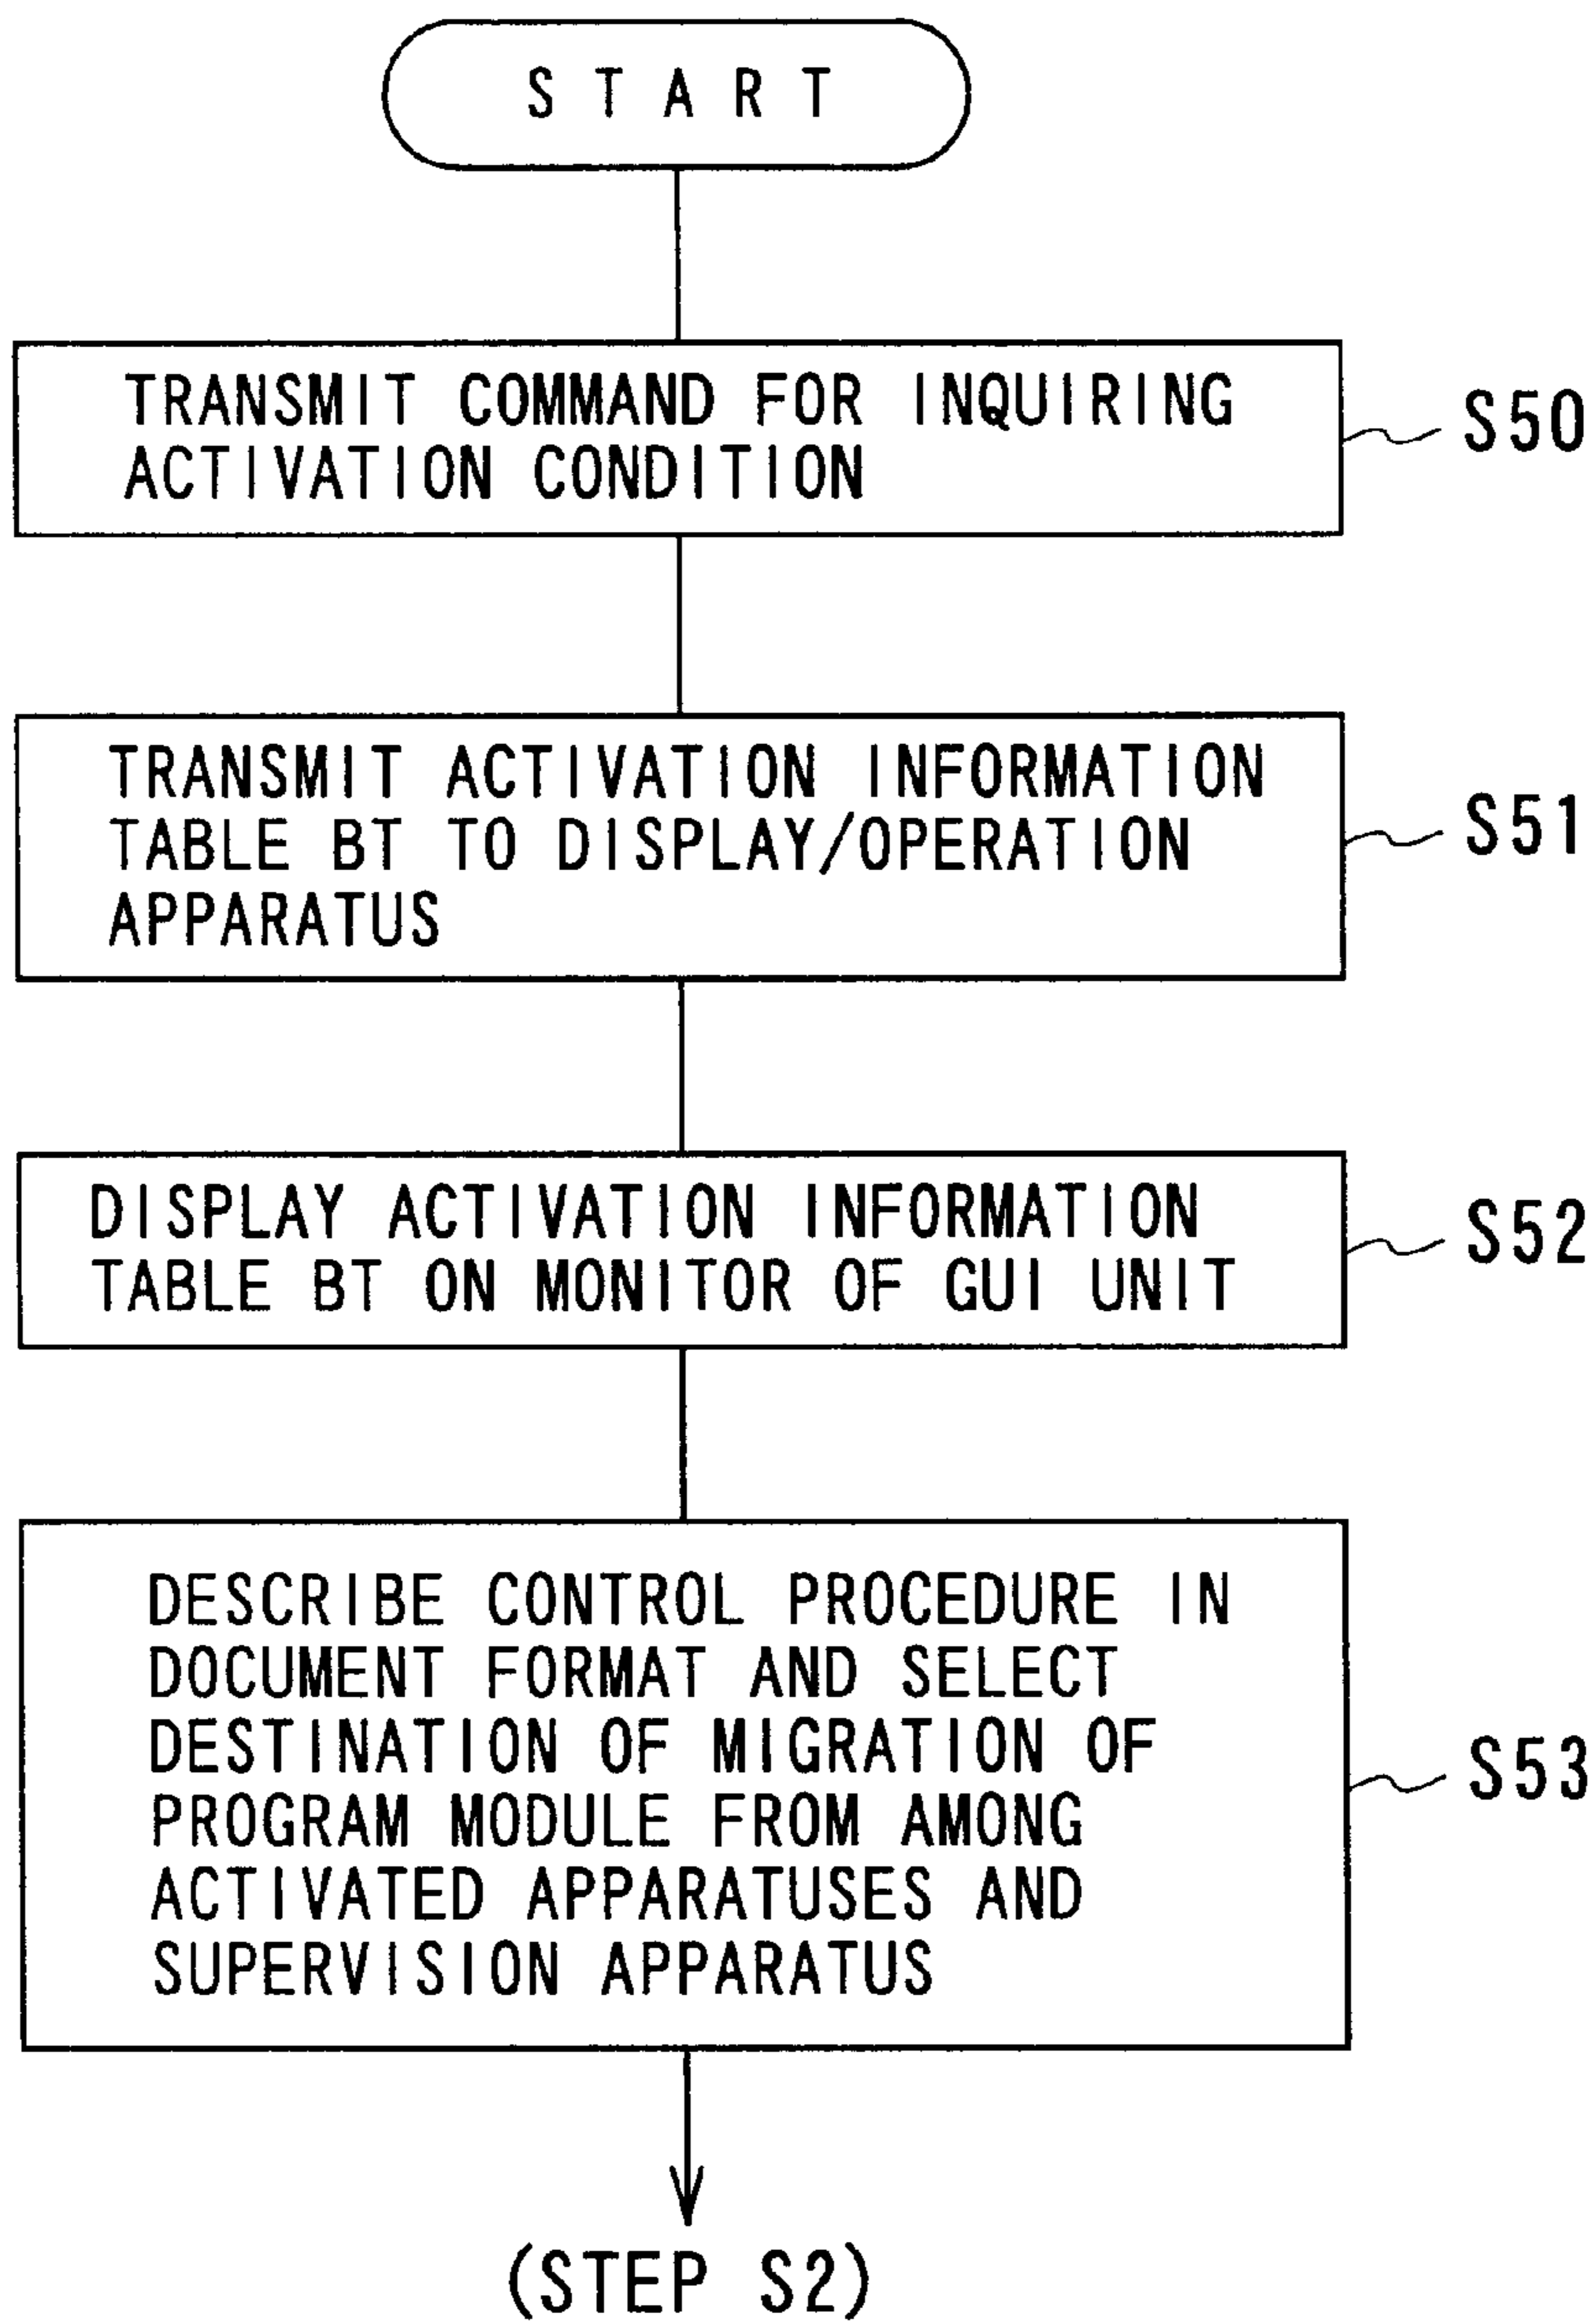 START
TRANSMIT COMMAND FOR INQUIRING
ACTIVATION CONDITION
S50
TRANSMIT ACTIVATION INFORMATION
TABLE BT TO DISPLAY/OPERATION
APPARATUS
S51
DISPLAY ACTIVATION INFORMATION
TABLE BT ON MONITOR OF GUI UNIT
S52
DESCRIBE CONTROL PROCEDURE IN
DOCUMENT FORMAT AND SELECT
DESTINATION OF MIGRATION OF
PROGRAM MODULE FROM AMONG
ACTIVATED APPARATUSES AND
SUPERVISION APPARATUS
S53
(STEP S2)